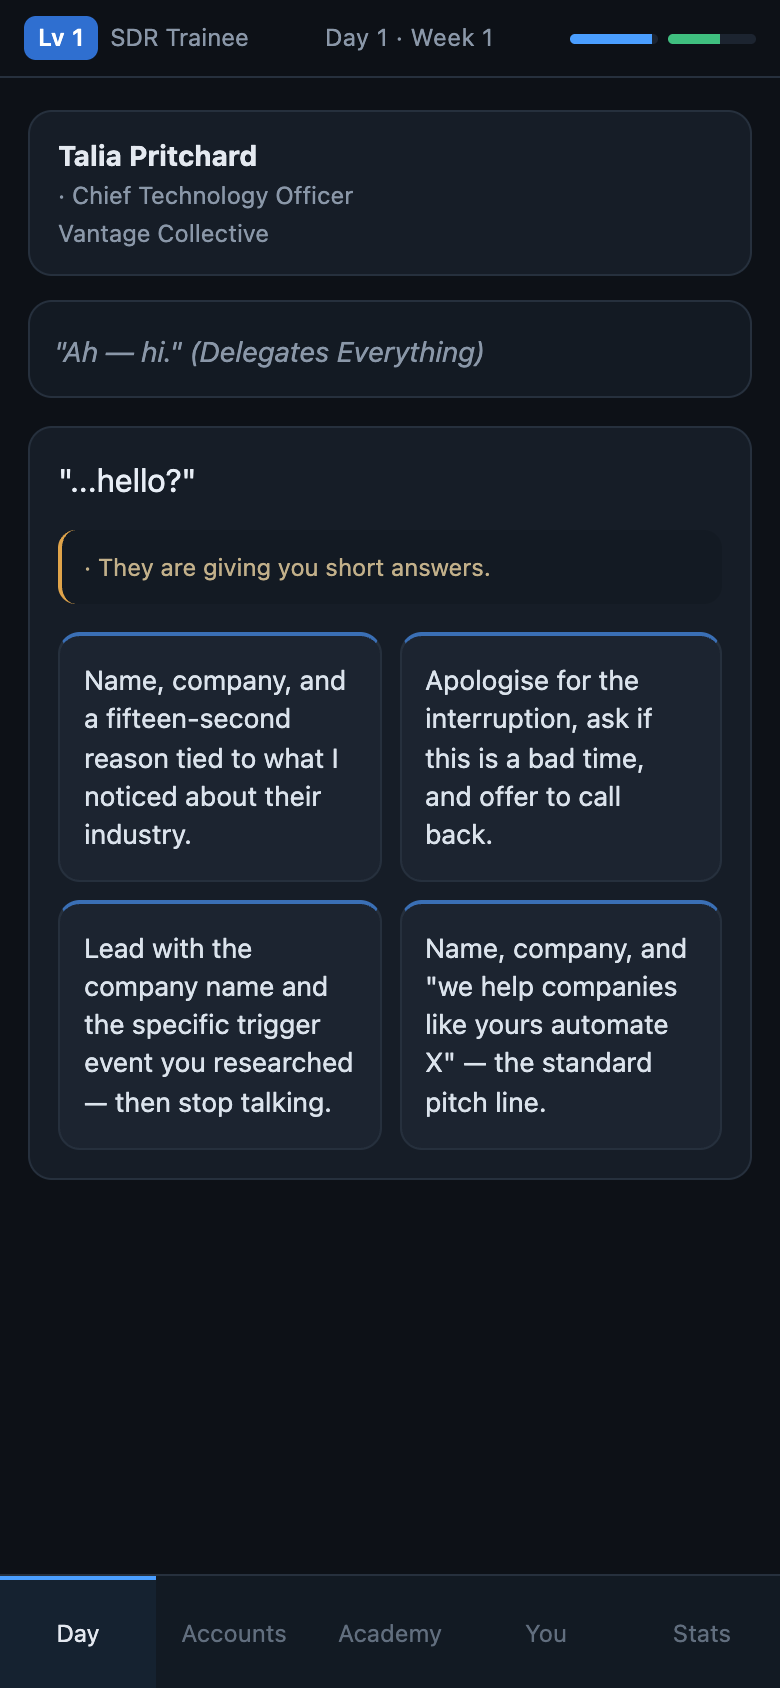 Lv 1 SDR Trainee Day 1 · Week 1
Talia Pritchard
· Chief Technology Officer
Vantage Collective
"Ah — hi." (Delegates Everything)
"...hello?"
· They are giving you short answers.
Name, company, and
a fifteen-second
reason tied to what I
noticed about their
industry.
Apologise for the
interruption, ask if
this is a bad time,
and offer to call
back.
Lead with the
company name and
the specific trigger
event you researched
— then stop talking.
Name, company, and
"we help companies
like yours automate
X" — the standard
pitch line.
Day Accounts Academy You Stats